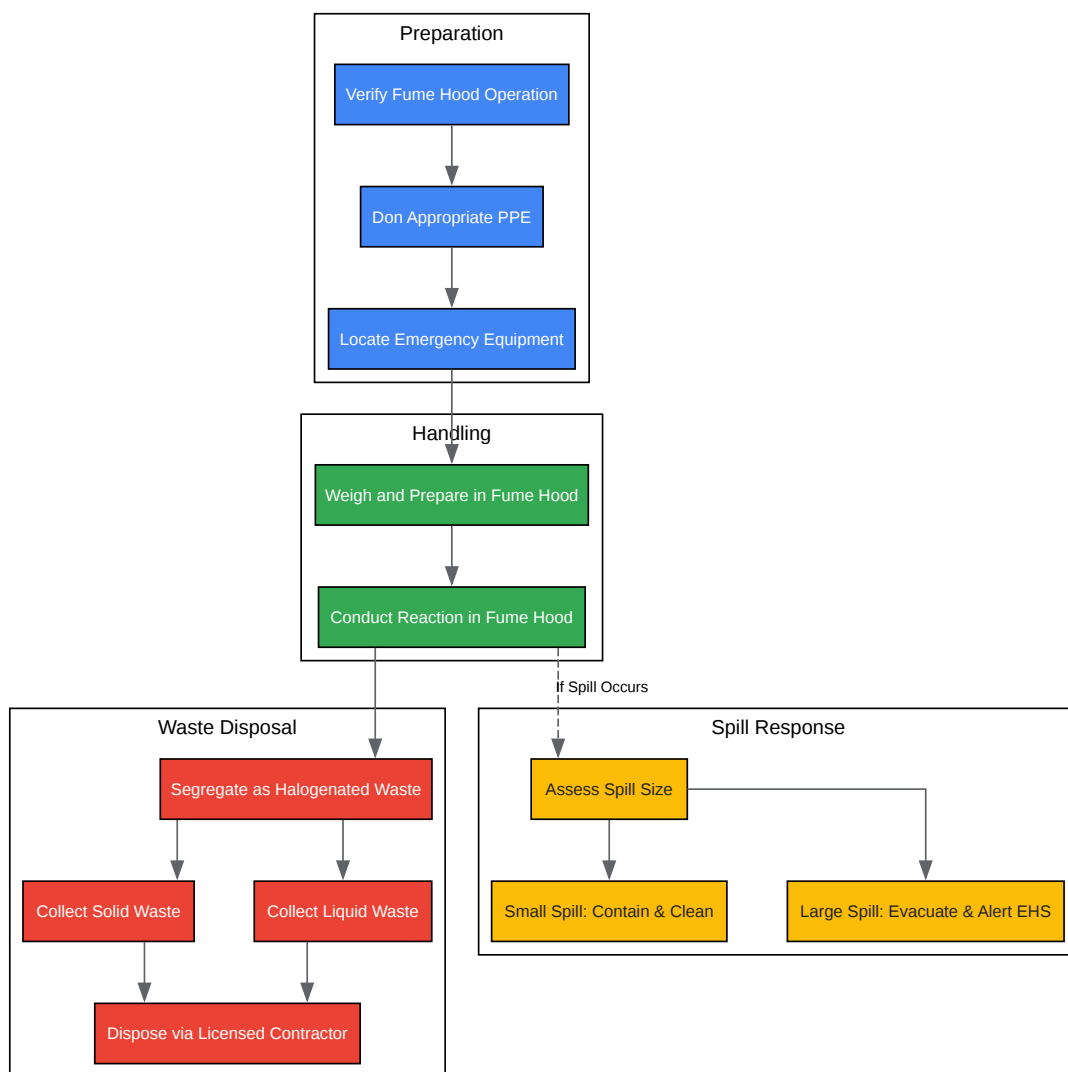 Preparation
Verify Fume Hood Operation
Don Appropriate PPE
Locate Emergency Equipment
Handling
Weigh and Prepare in Fume Hood
Conduct Reaction in Fume Hood
If Spill Occurs
Waste Disposal
Segregate as Halogenated Waste
Collect Solid Waste
Collect Liquid Waste
Dispose via Licensed Contractor
Spill Response
Assess Spill Size
Small Spill: Contain & Clean
Large Spill: Evacuate & Alert EHS